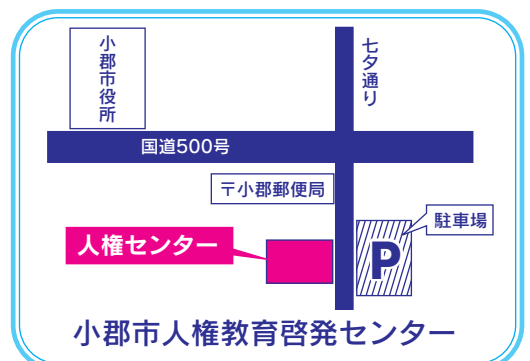 小郡市役所
七夕通り
国道500号
〒小郡郵便局
駐車場
人権センター
P
小郡市人権教育啓発センター